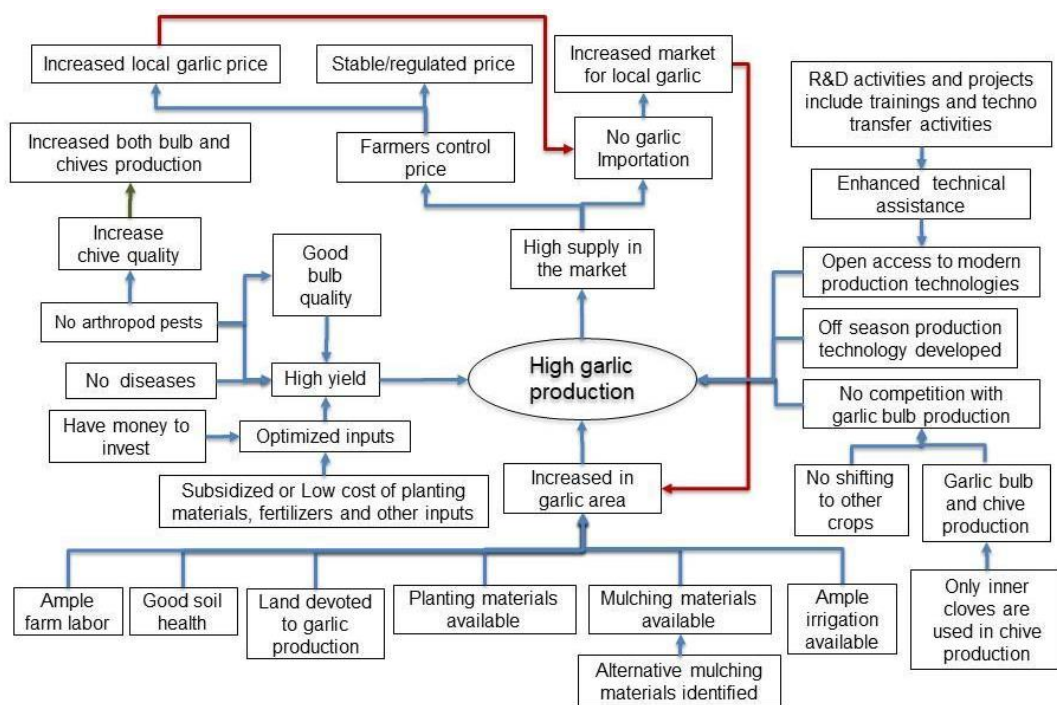 Increased local garlic price
Stable/regulated price
Increased market
for local garlic
R&D activities and projects
include trainings and techno
transfer activities
Increased both bulb and
chives production
Farmers control
price
No garlic
Importation
Enhanced technical
assistance
Increase
chive quality
Good
bulb
quality
High supply in
the market
Open access to modern
production technologies
No arthropod pests
Off season production
technology developed
No diseases
High yield
High garlic
production
No competition with
garlic bulb production
Have money to
invest
Optimized inputs
Subsidized or Low cost of planting
materials, fertilizers and other inputs
Increased in
garlic area
No shifting
to other
crops
Garlic bulb
and chive
production
Ample
farm labor
Good soil
health
Land devoted
to garlic
production
Planting materials
available
Mulching materials
available
Ample
irrigation
available
Only inner
cloves are
used in chive
production
Alternative mulching
materials identified